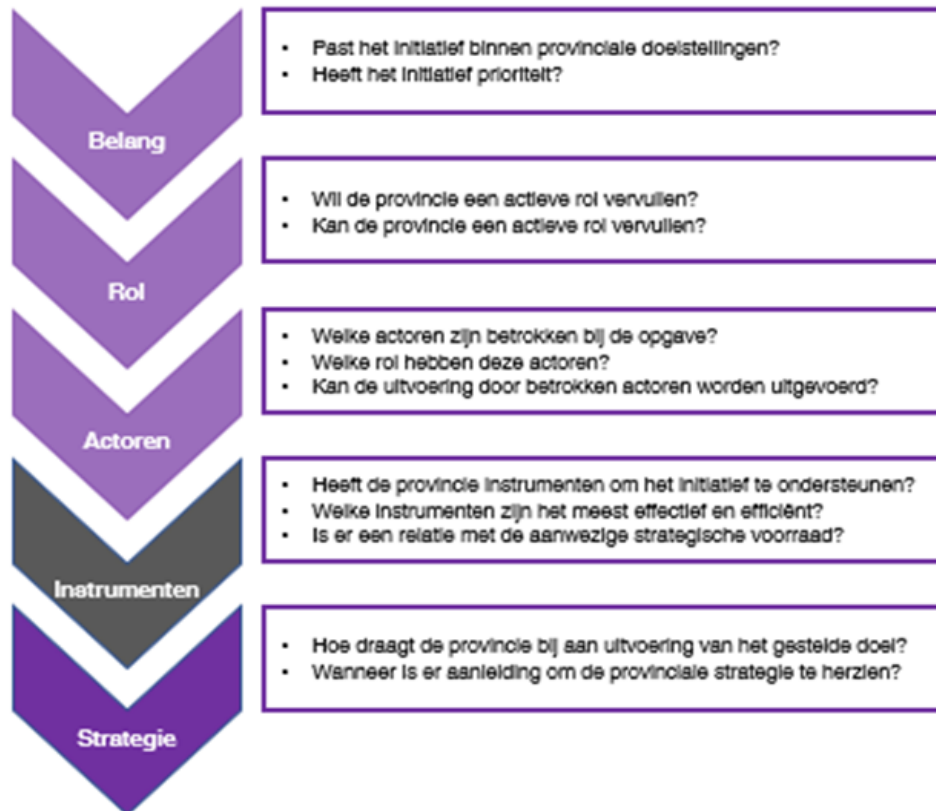 Belang
▪ Past het initiatief binnen provinciale doelstellingen?
▪ Heeft het initiatief prioriteit?
Rol
▪ Wil de provincie een actieve rol vervullen?
▪ Kan de provincie een actieve rol vervullen?
Actoren
▪ Welke actoren zijn betrokken bij de opgave?
▪ Welke rol hebben deze actoren?
▪ Kan de uitvoering door betrokken actoren worden uitgevoerd?
Instrumenten
▪ Heeft de provincie instrumenten om het initiatief te ondersteunen?
▪ Welke instrumenten zijn het meest effectief en efficiënt?
▪ Is er een relatie met de aanwezige strategische voorraad?
Strategie
▪ Hoe draagt de provincie bij aan uitvoering van het gestelde doel?
▪ Wanneer is er aanleiding om de provinciale strategie te herzien?